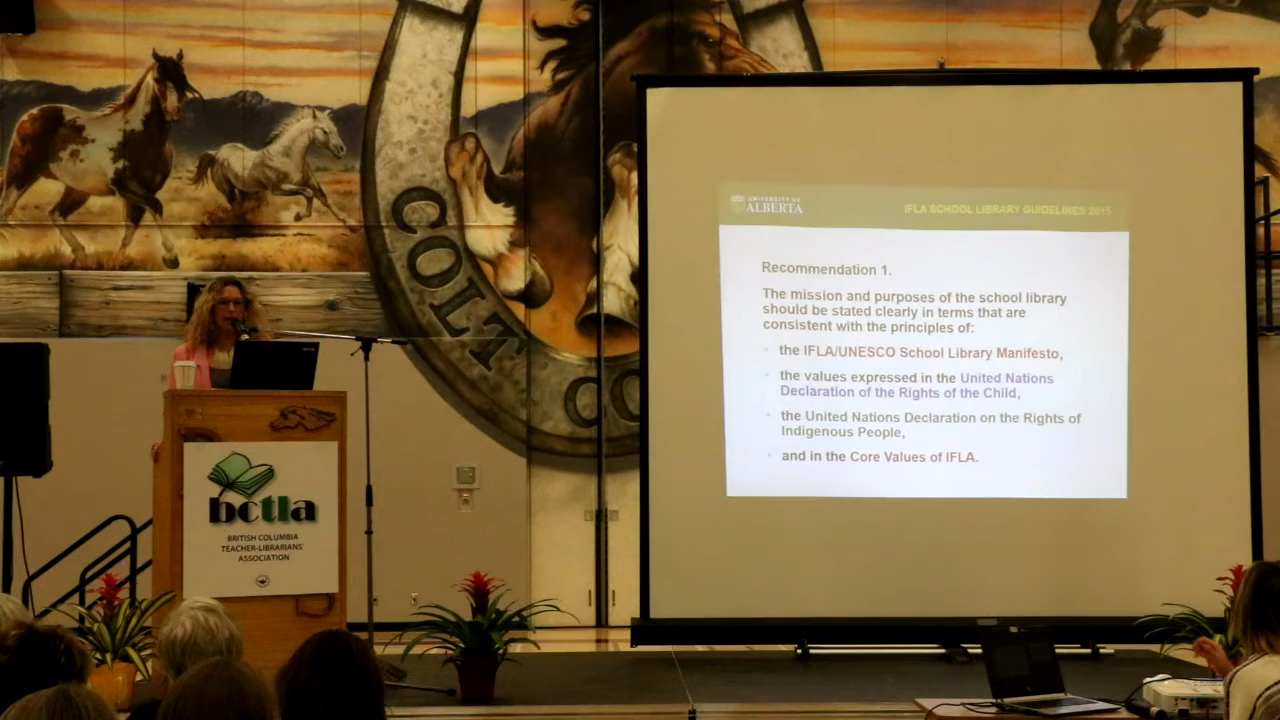 COLT
CO
bctla
BRITISH COLUMBIA
TEACHER-LIBRARIANS'
ASSOCIATION
UNIVERSITY OF
ALBERTA
IFLA SCHOOL LIBRARY GUIDELINES 2015
Recommendation 1.
The mission and purposes of the school library
should be stated clearly in terms that are
consistent with the principles of:
the IFLA/UNESCO School Library Manifesto,
the values expressed in the United Nations
Declaration of the Rights of the Child,
the United Nations Declaration on the Rights of
Indigenous People,
and in the Core Values of IFLA.